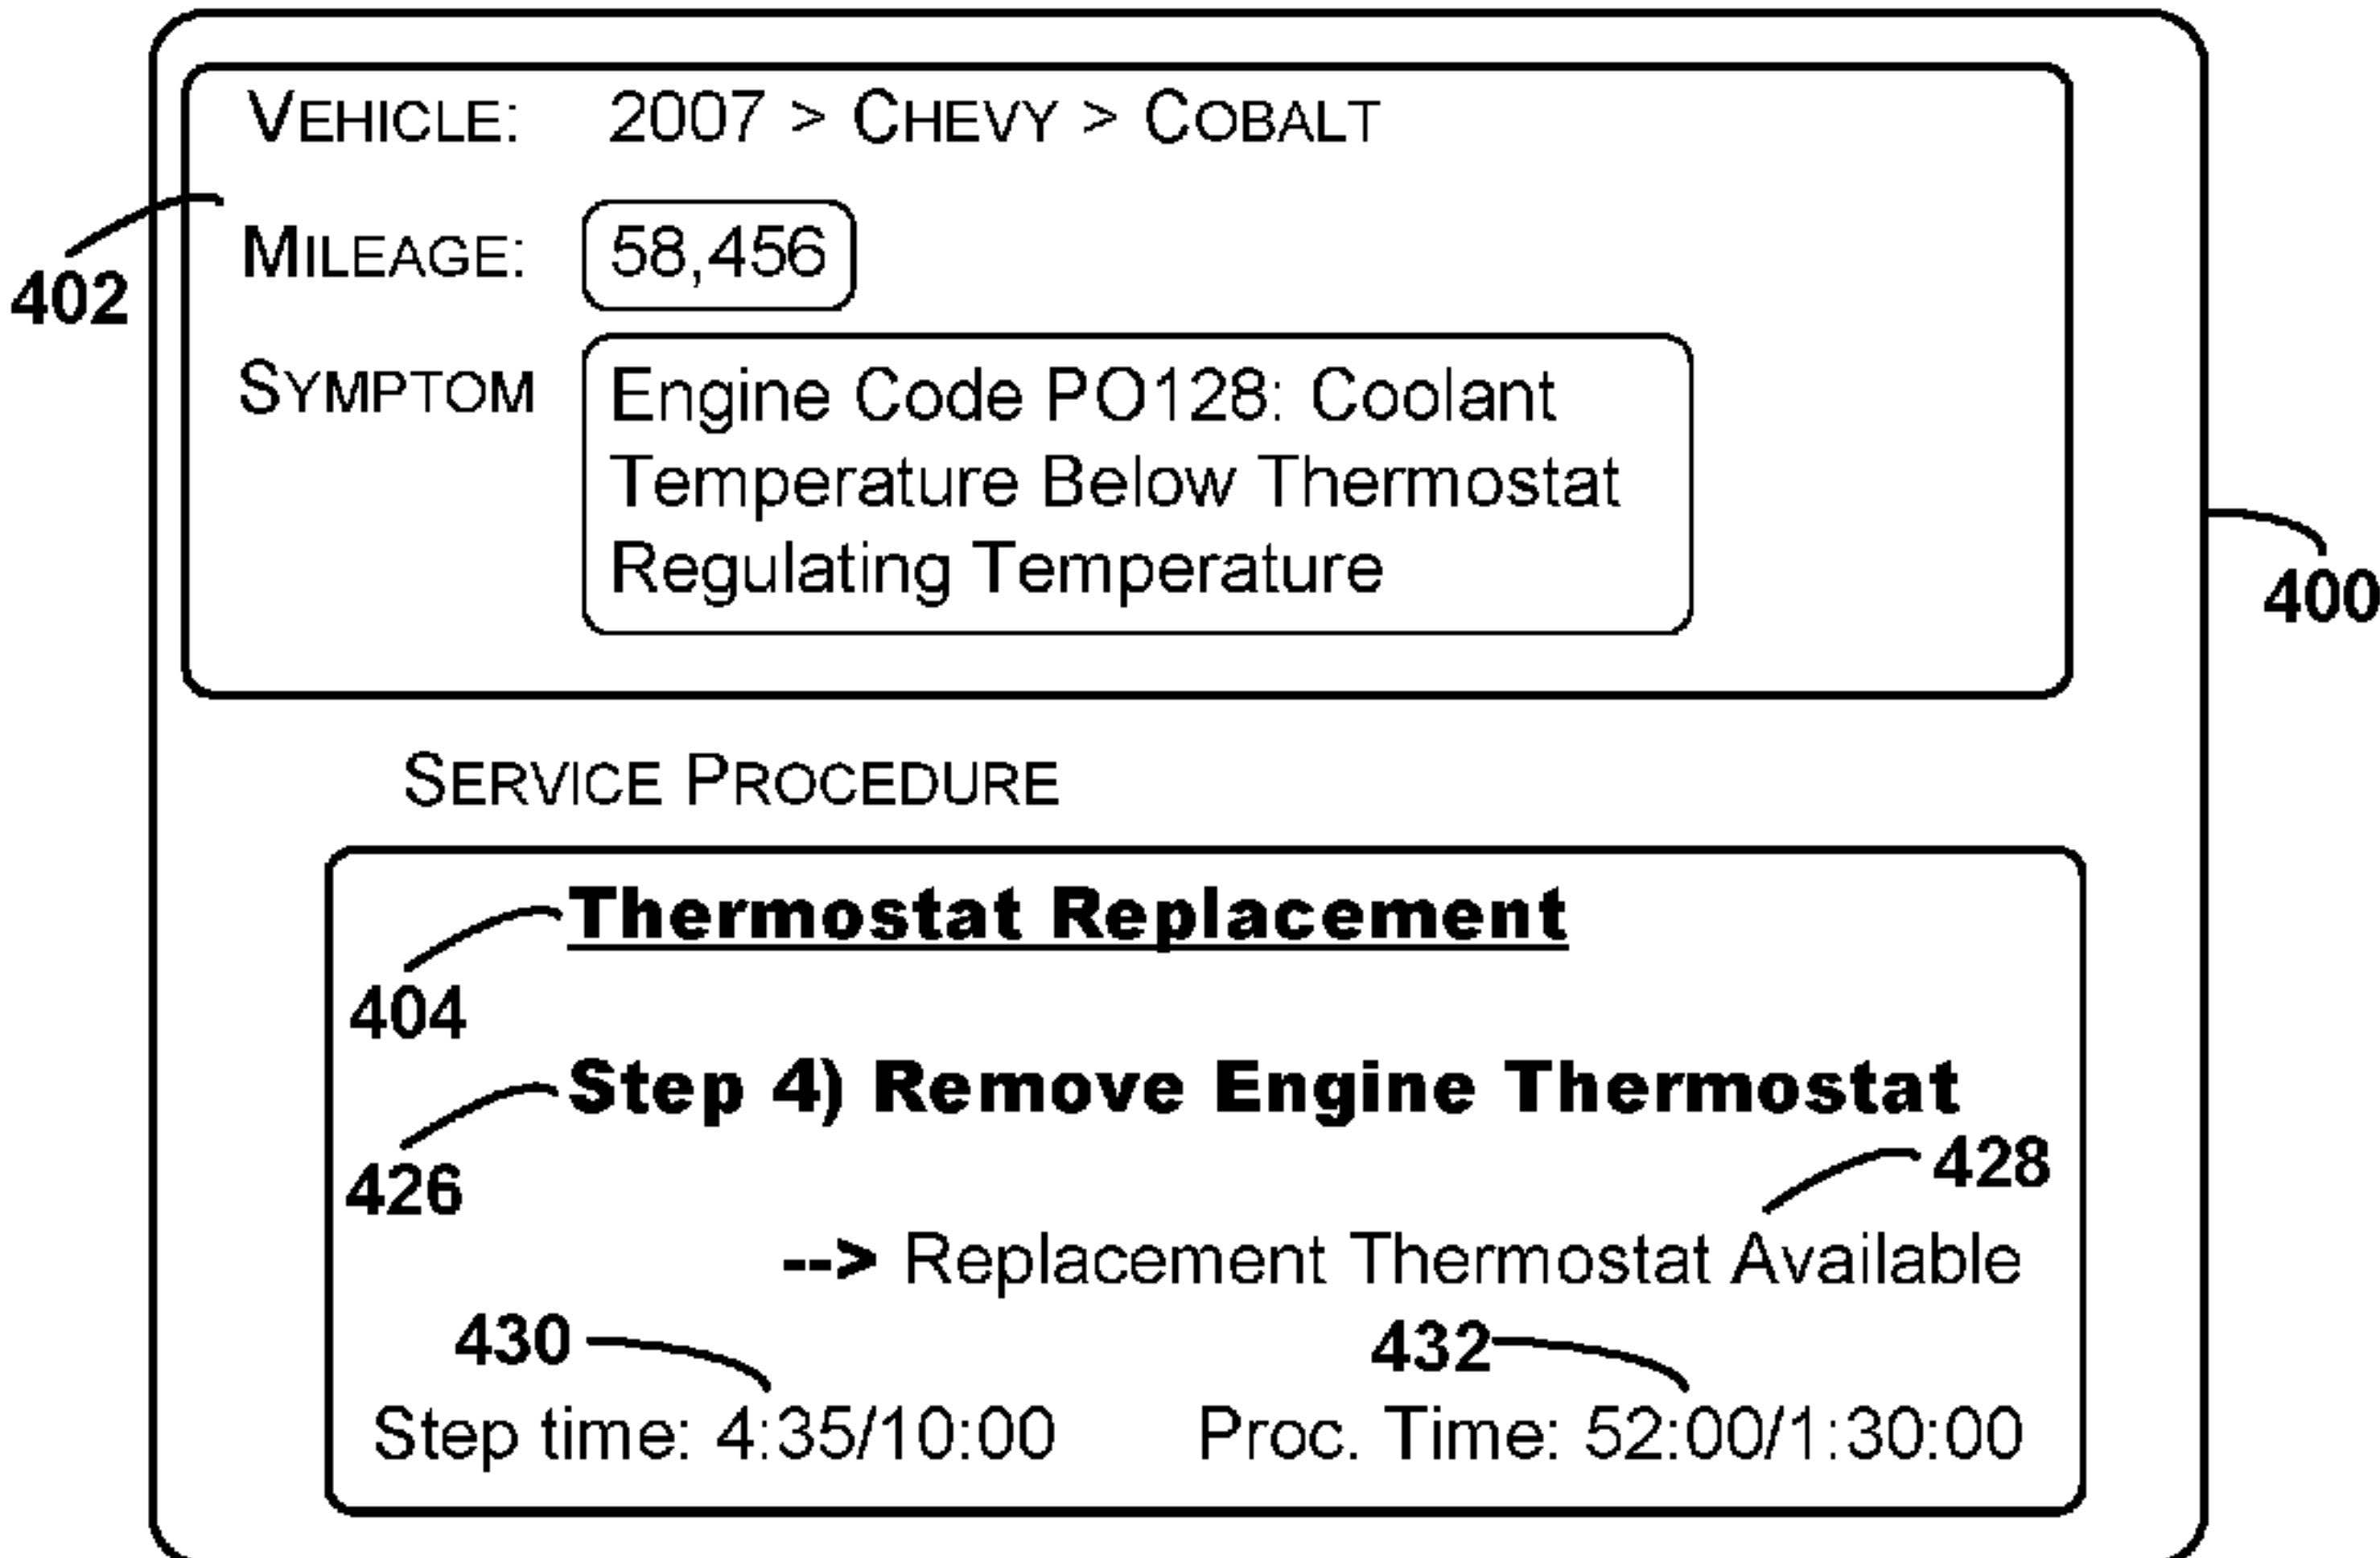 VEHICLE: 2007 > CHEVY > COBALT
MILEAGE: 58,456
402
SYMPTOM Engine Code PO128: Coolant
Temperature Below Thermostat
Regulating Temperature
400
SERVICE PROCEDURE
Thermostat Replacement
404
Step 4) Remove Engine Thermostat
426
428
--> Replacement Thermostat Available
430 432
Step time: 4:35/10:00 Proc. Time: 52:00/1:30:00